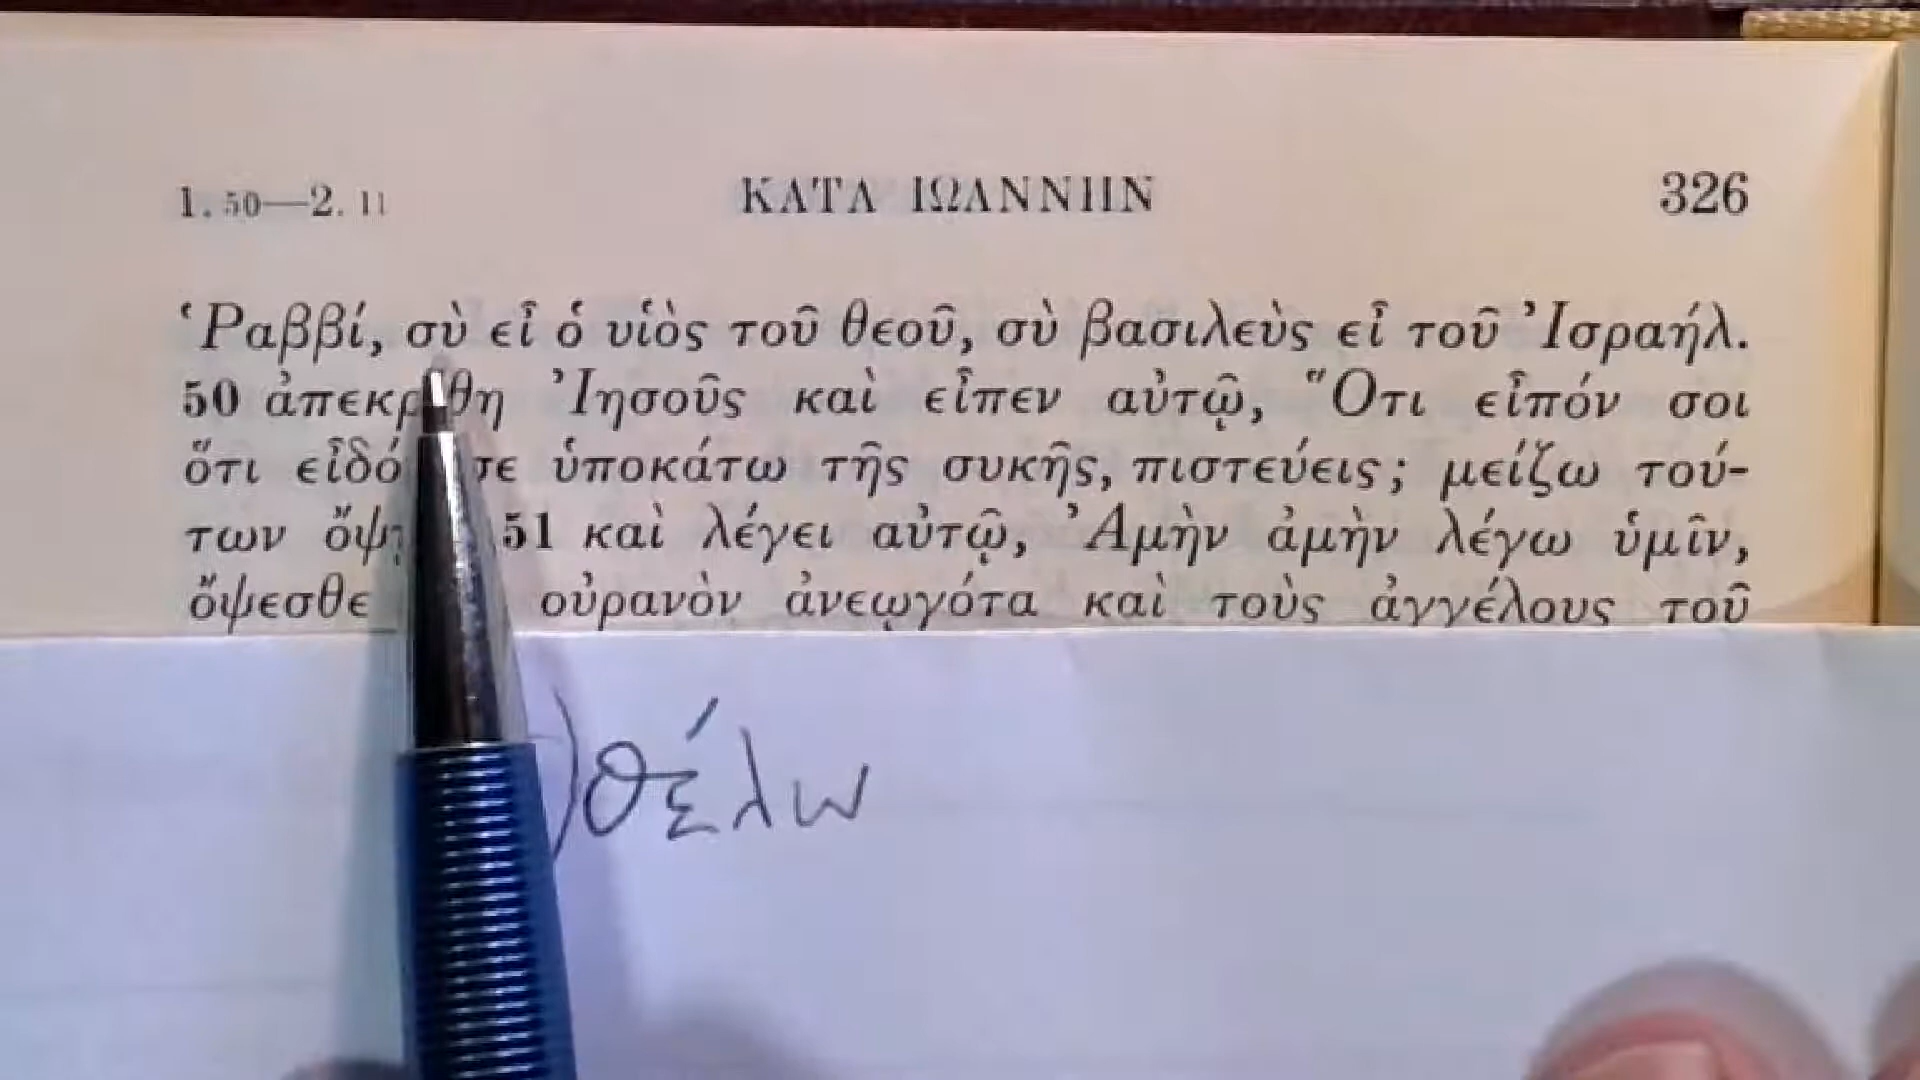 1. 50—2. 11 ΚΑΤΑ ΙΩΑΝΝΗΝ 326
Ῥαββί, σὺ εἶ ὁ υἱὸς τοῦ θεοῦ, σὺ βασιλεὺς εἶ τοῦ Ἰσραήλ.
50 Ἰησοῦς καὶ εἶπεν αὐτῷ, Ὅτι εἶπόν σοι
ὅτι ὑποκάτω τῆς συκῆς, πιστεύεις; μείζω τού-
των 51 καὶ λέγει αὐτῷ, Ἀμὴν ἀμὴν λέγω ὑμῖν,
ὄψεσθε οὐρανὸν ἀνεῳγότα καὶ τοὺς ἀγγέλους τοῦ
)θέλω